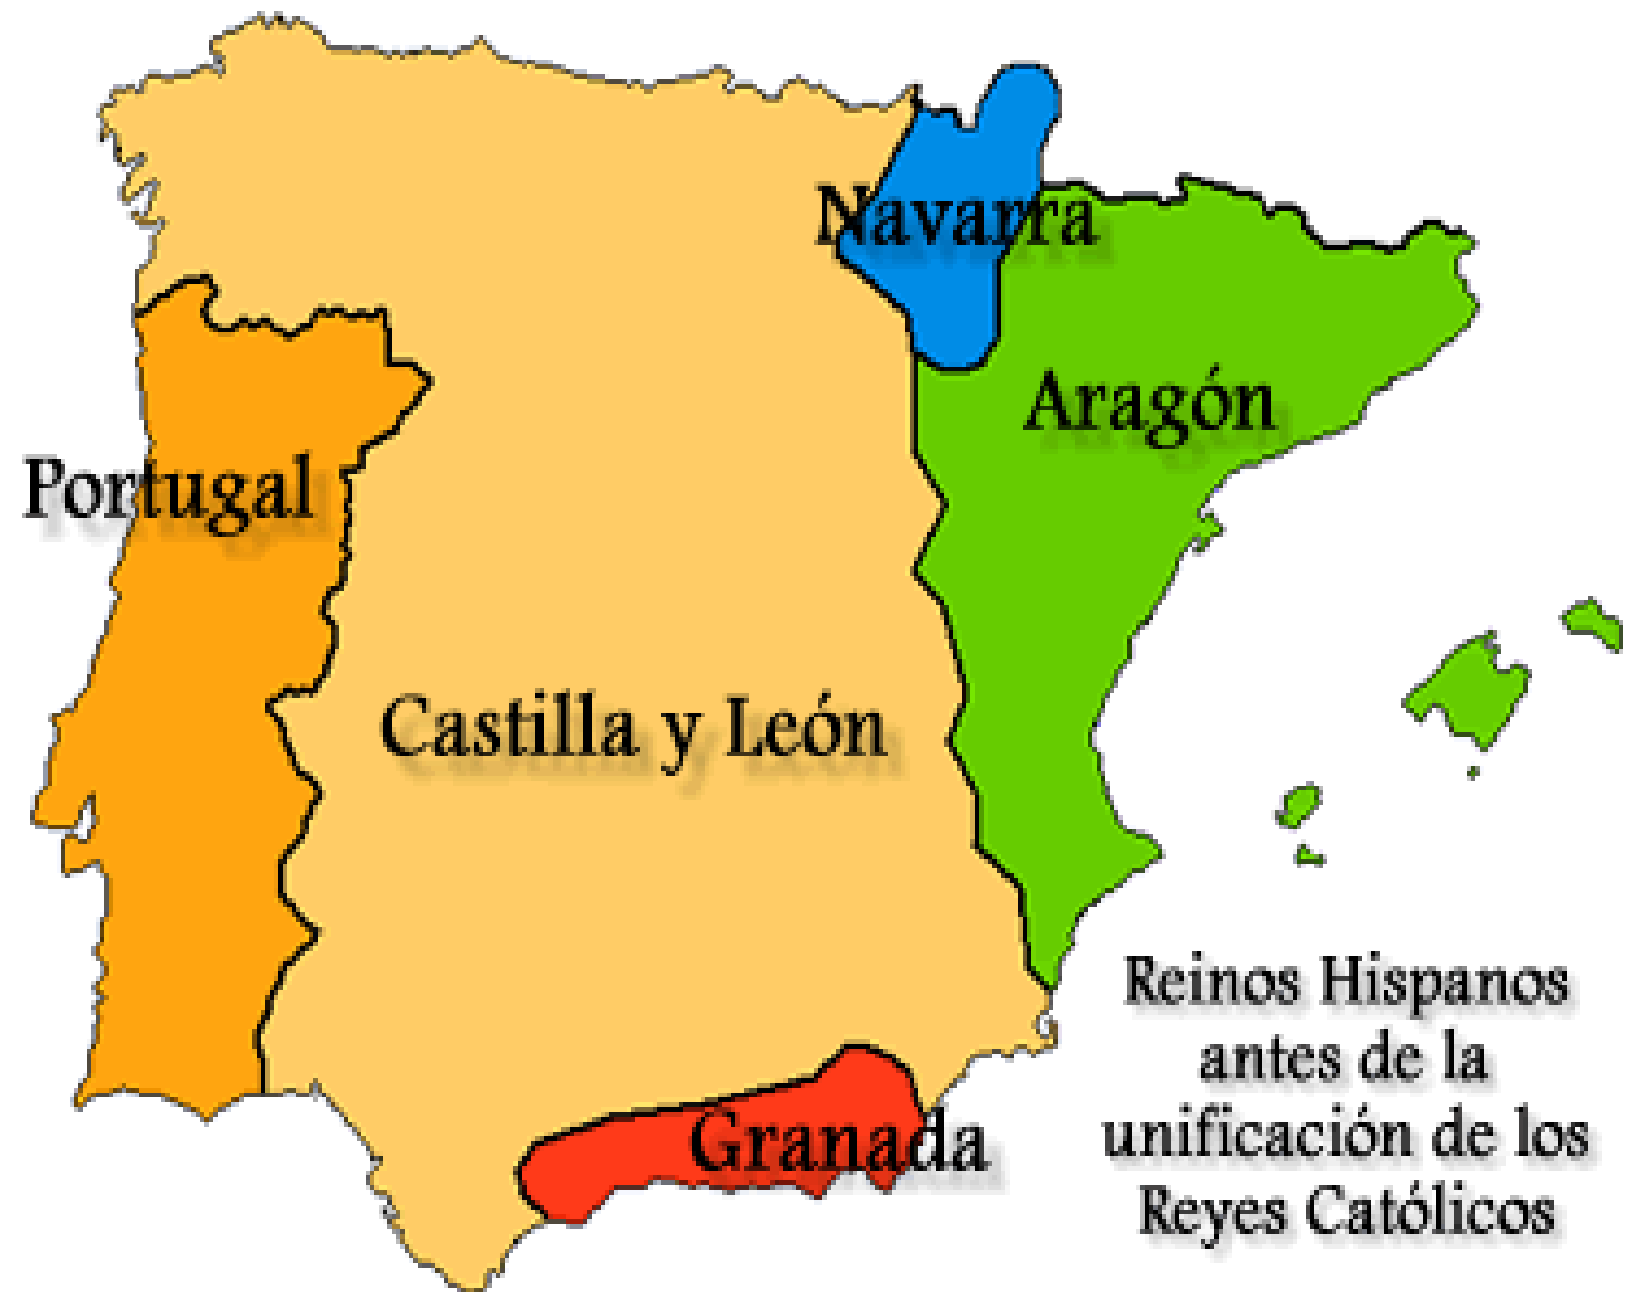 Navarra
Aragón
Portugal
Castilla y León
Reinos Hispanos
antes de la
unificación de los
Reyes Católicos
Granada